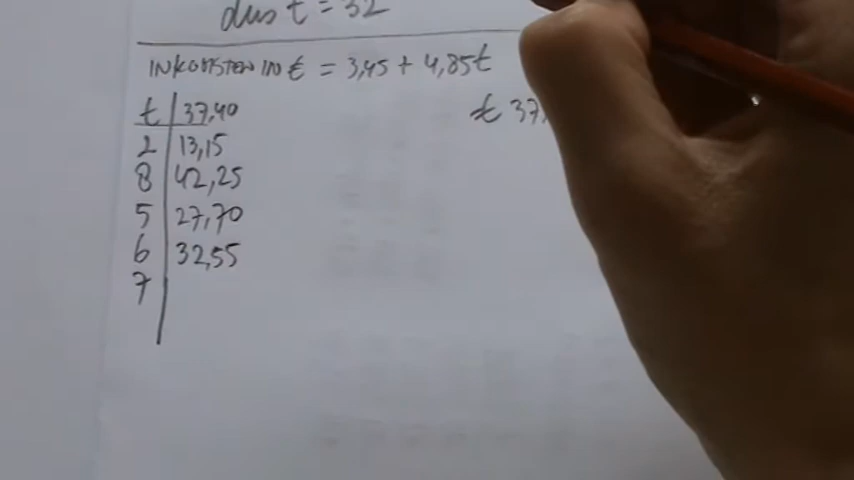 dus t = 32
INKOMSTEN IN € = 3,45 + 4,85t
t 37,40
€ 37,
2 13,15
8 42,25
5 27,70
6 32,55
7